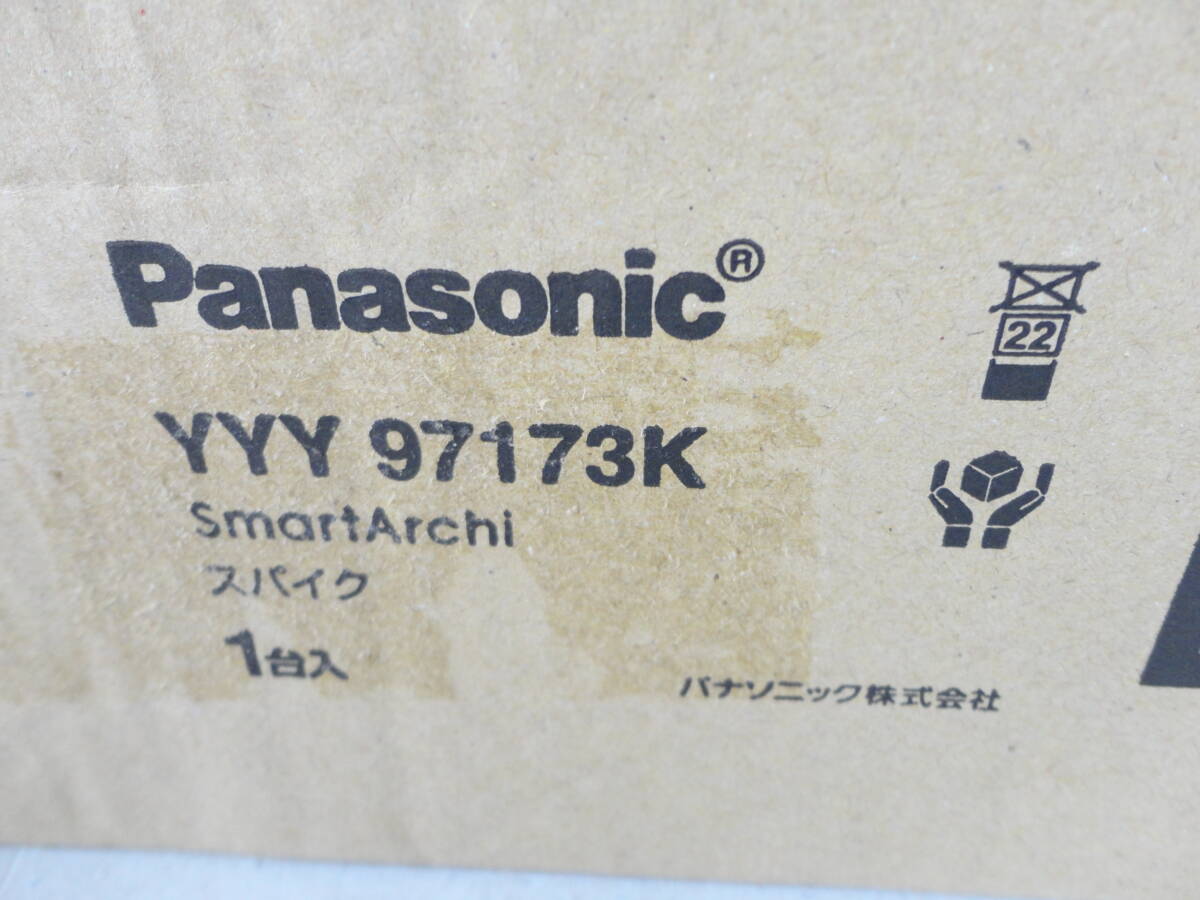 Panasonic®
YYY 97173K
SmartArchi
スパイク
1台入
22
パナソニック株式会社